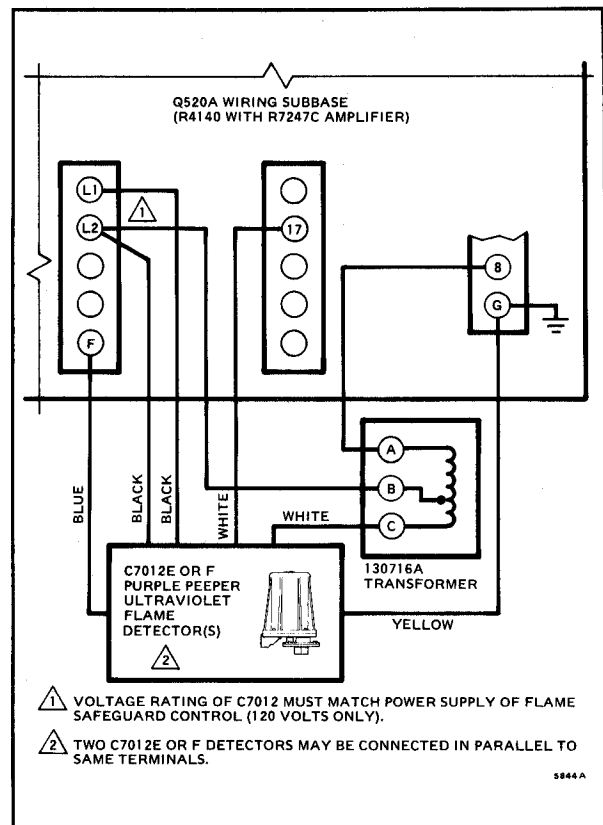 Q520A WIRING SUBBASE
(R4140 WITH R7247C AMPLIFIER)
L1
1
L2
17
8
G
F
A
B
C
BLUE
BLACK
BLACK
WHITE
WHITE
130716A
TRANSFORMER
C7012E OR F
PURPLE PEEPER
ULTRAVIOLET
FLAME
DETECTOR(S)
2
YELLOW
1 VOLTAGE RATING OF C7012 MUST MATCH POWER SUPPLY OF FLAME
SAFEGUARD CONTROL (120 VOLTS ONLY).
2 TWO C7012E OR F DETECTORS MAY BE CONNECTED IN PARALLEL TO
SAME TERMINALS.
5844A